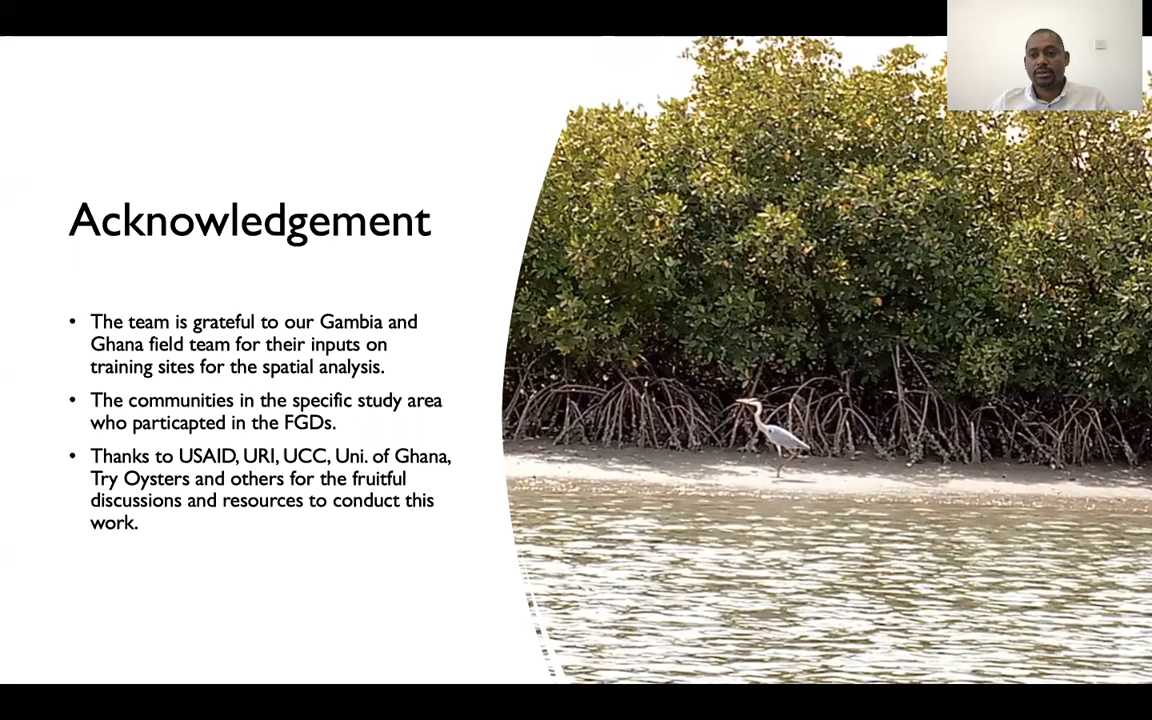 Acknowledgement
• The team is grateful to our Gambia and
Ghana field team for their inputs on
training sites for the spatial analysis.
• The communities in the specific study area
who particapted in the FGDs.
• Thanks to USAID, URI, UCC, Uni. of Ghana,
Try Oysters and others for the fruitful
discussions and resources to conduct this
work.